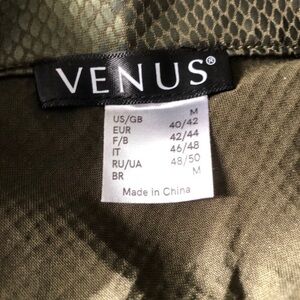 VENUS®
US/GB M
EUR 40/42
F/B 42/44
IT 46/48
RU/UA 48/50
BR M
Made in China